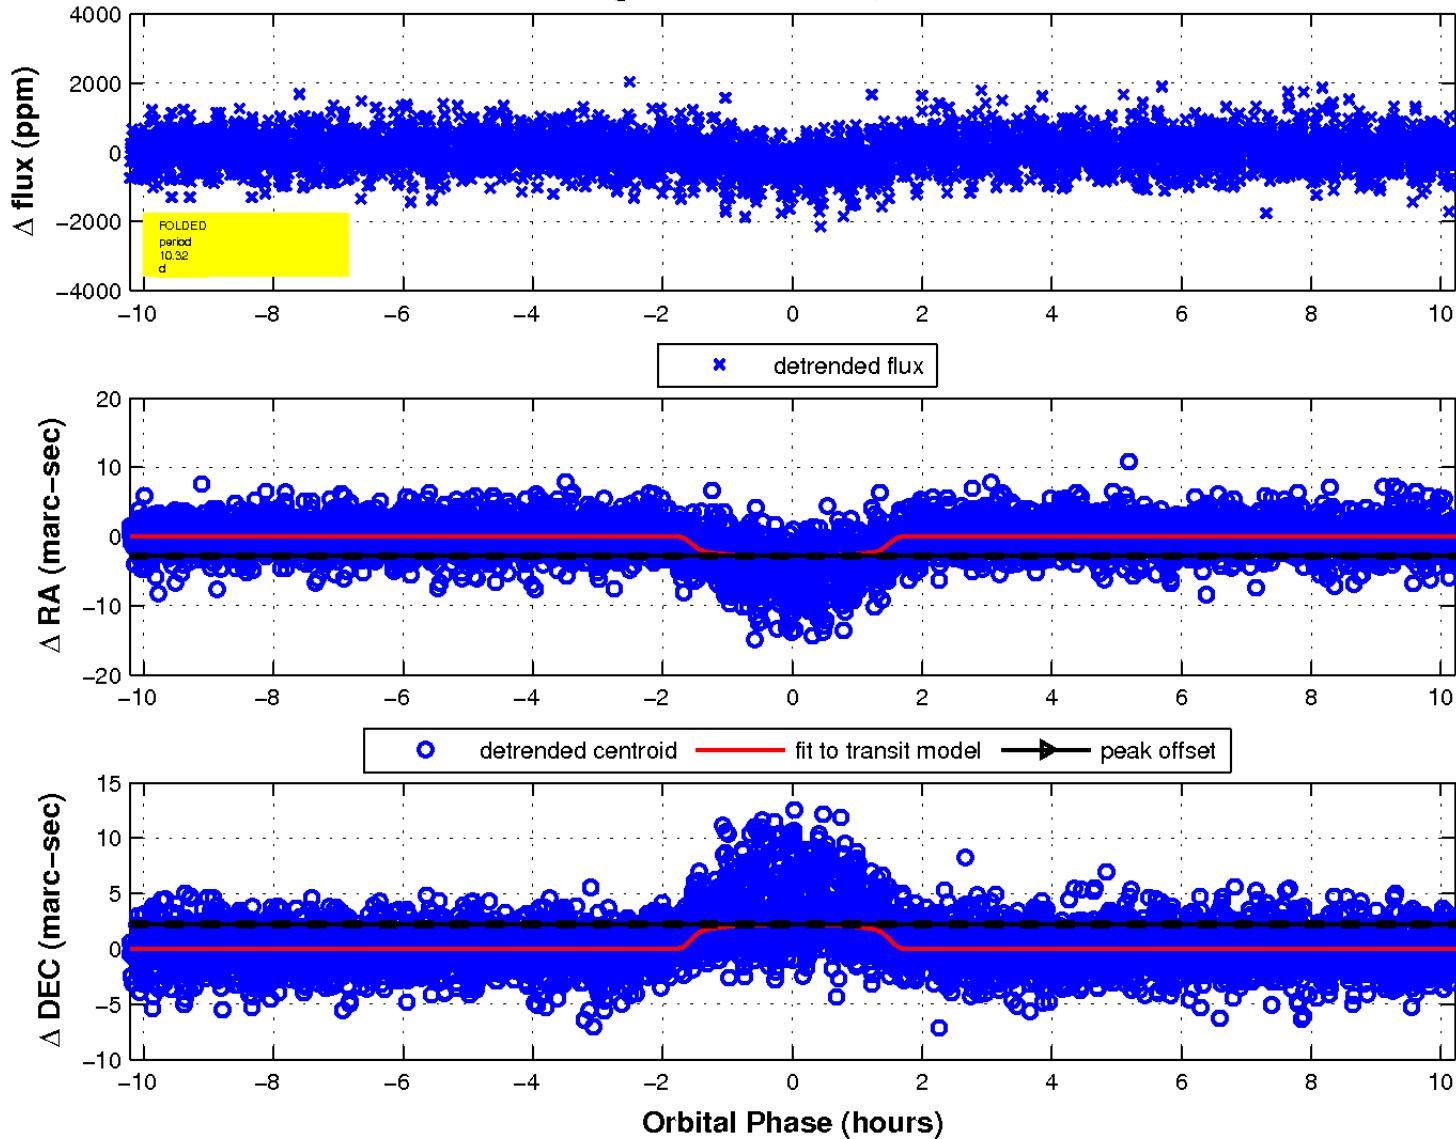 4000
2000
0
−2000
−4000
Δ flux (ppm)
FOLDED
period
10.32
d
−10 −8 −6 −4 −2 0 2 4 6 8 10
detrended flux
20
10
0
−10
−20
Δ RA (marc−sec)
−10 −8 −6 −4 −2 0 2 4 6 8 10
detrended centroid fit to transit model peak offset
15
10
5
0
−5
−10
Δ DEC (marc−sec)
−10 −8 −6 −4 −2 0 2 4 6 8 10
Orbital Phase (hours)